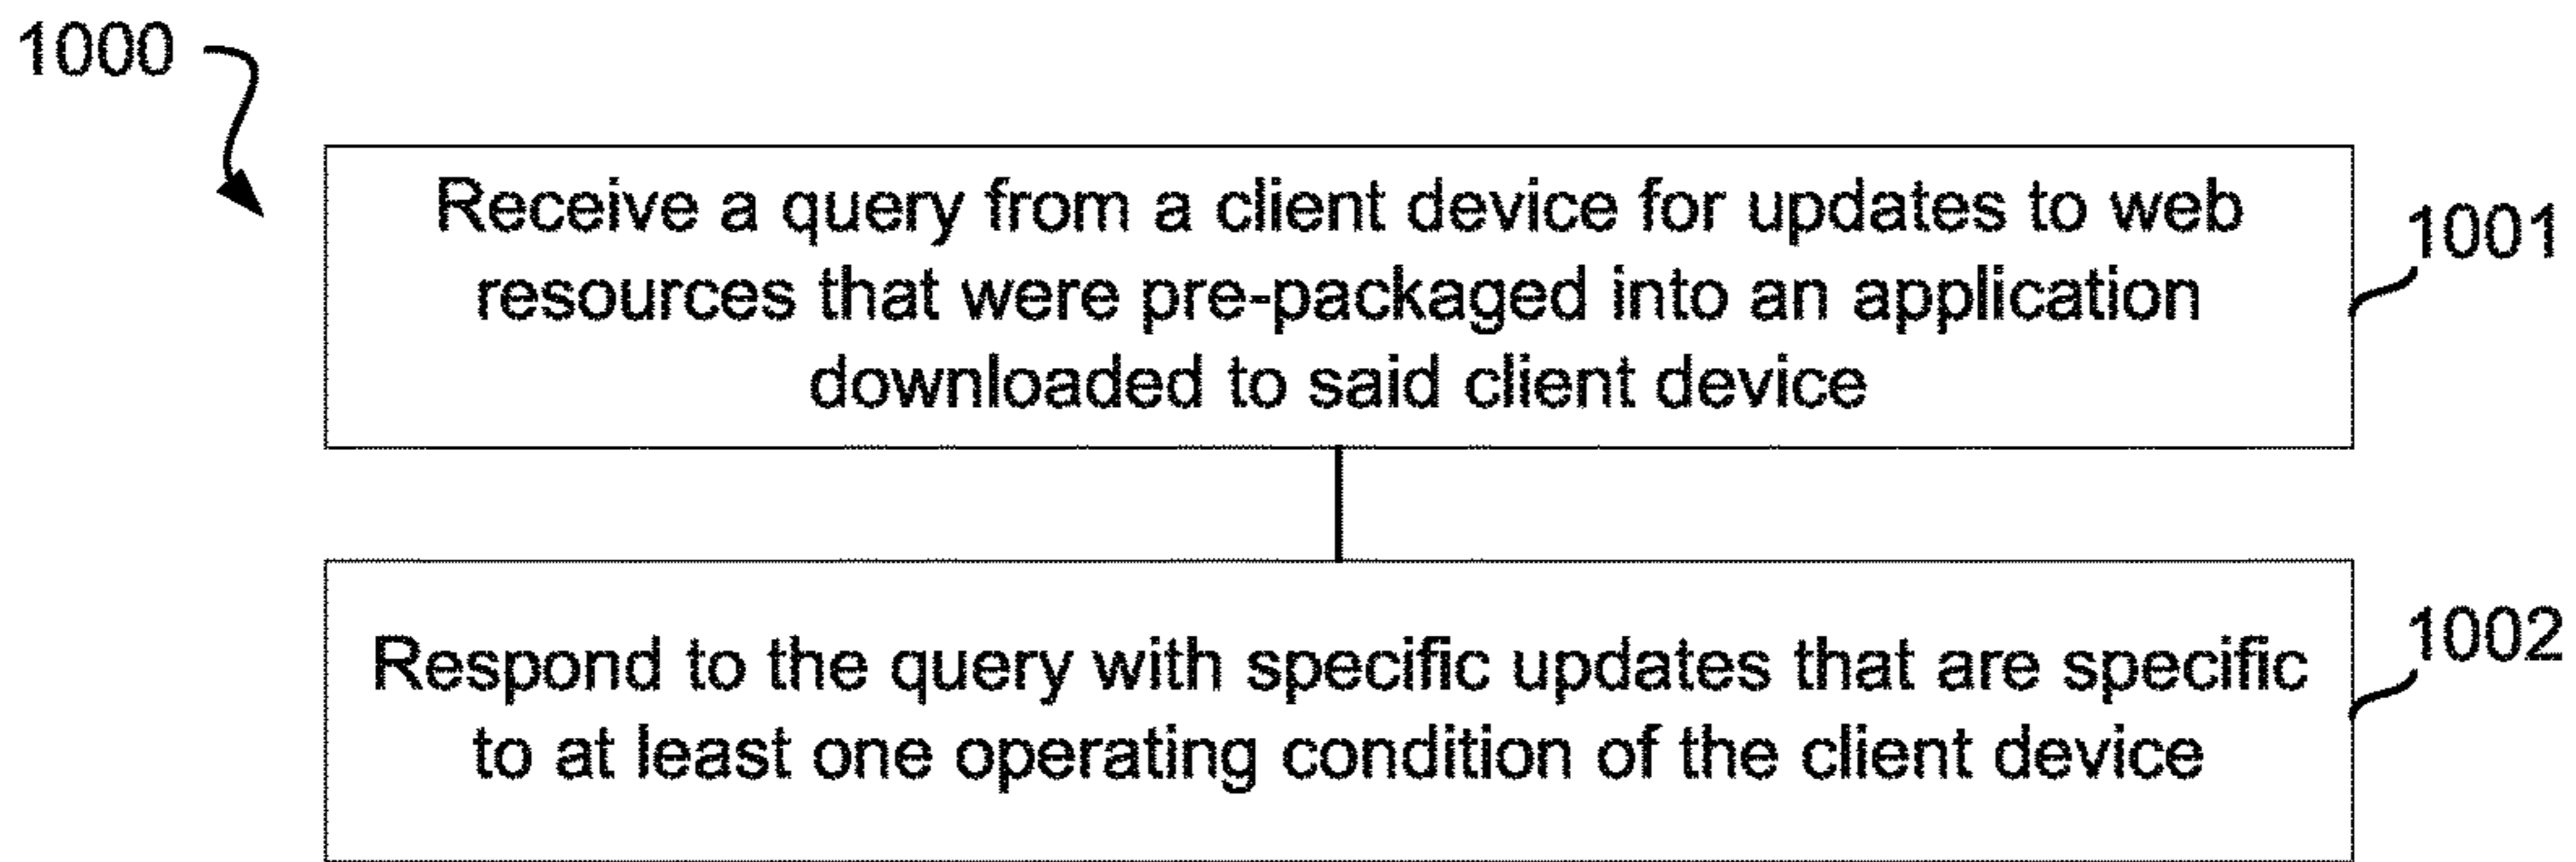 1000
Receive a query from a client device for updates to web
resources that were pre-packaged into an application
downloaded to said client device
1001
Respond to the query with specific updates that are specific
to at least one operating condition of the client device
1002